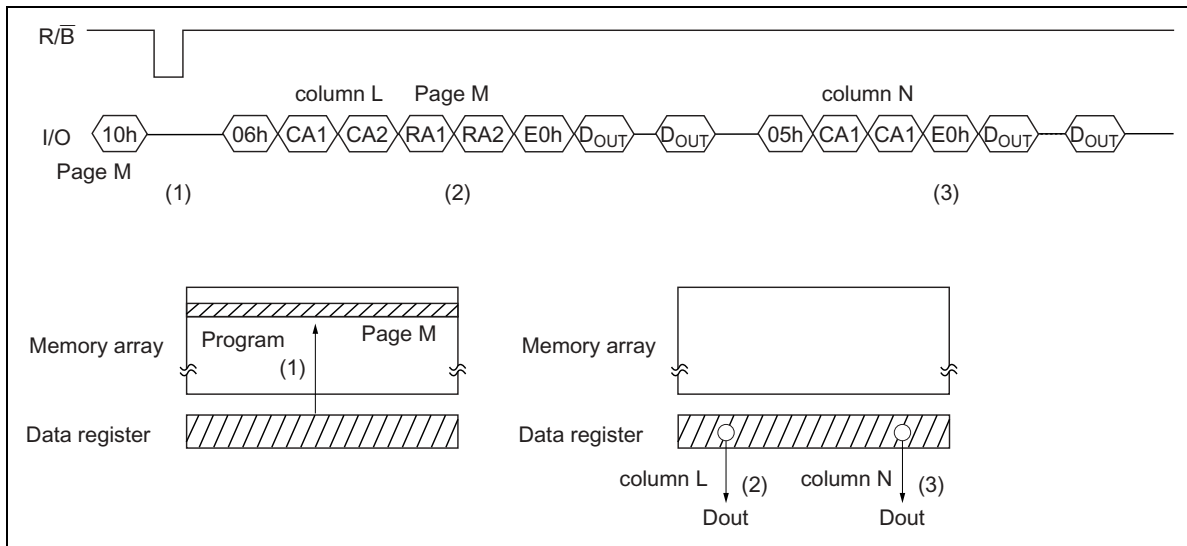 R/B̅
column L Page M column N
I/O 10h 06h CA1 CA2 RA1 RA2 E0h DOUT DOUT 05h CA1 CA1 E0h DOUT DOUT
Page M
(1) (2) (3)
Memory array Program Page M
(1)
Data register
Memory array
Data register
column L (2) column N (3)
Dout Dout